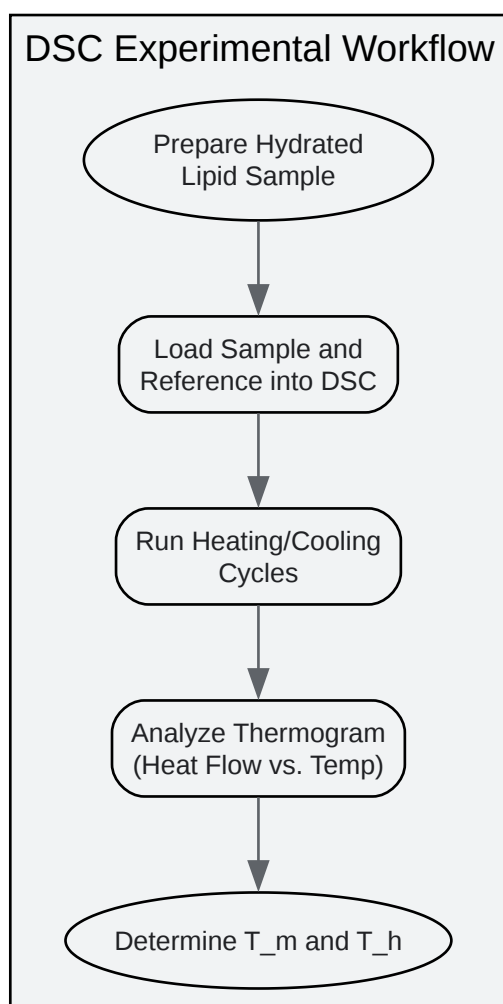 DSC Experimental Workflow
Prepare Hydrated
Lipid Sample
Load Sample and
Reference into DSC
Run Heating/Cooling
Cycles
Analyze Thermogram
(Heat Flow vs. Temp)
Determine T_m and T_h